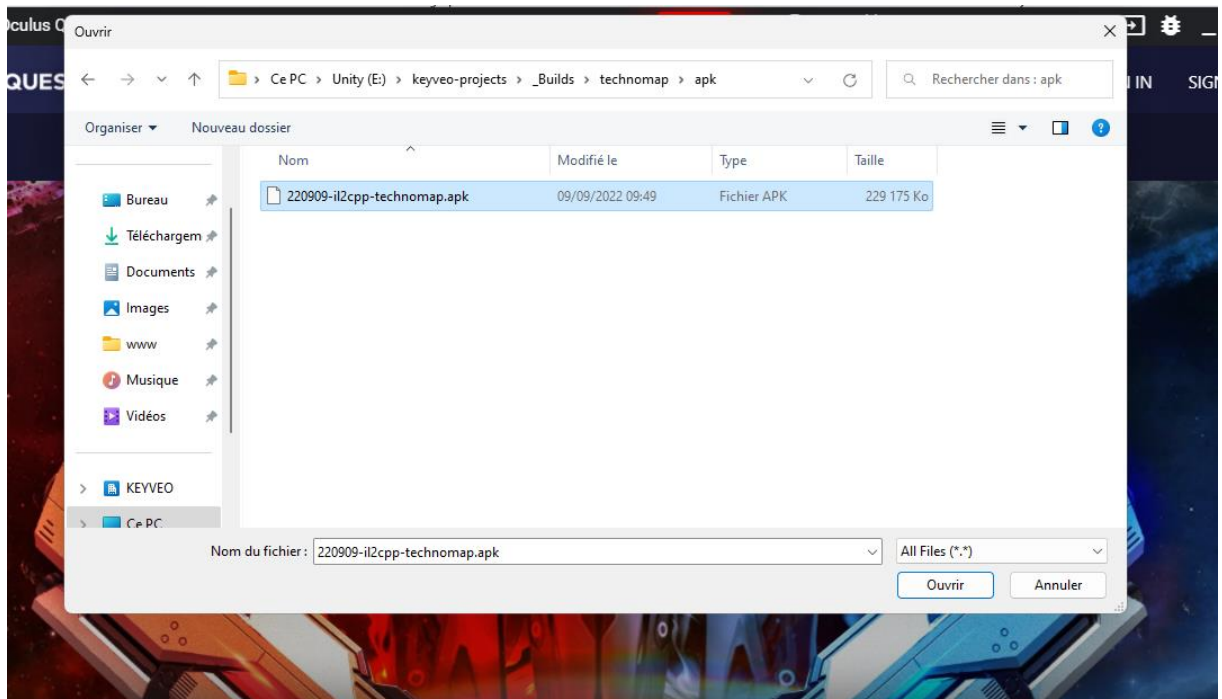 Oculus Q
Ouvrir
QUES
Ce PC > Unity (E:) > keyveo-projects > _Builds > technomap > apk
Rechercher dans : apk
IN
SIGN
Organiser
Nouveau dossier
Nom
Modifié le
Type
Taille
Bureau
220909-il2cpp-technomap.apk
09/09/2022 09:49
Fichier APK
229 175 Ko
Téléchargem
Documents
Images
www
Musique
Vidéos
KEYVEO
Ce PC
Nom du fichier : 220909-il2cpp-technomap.apk
All Files (*.*)
Ouvrir
Annuler